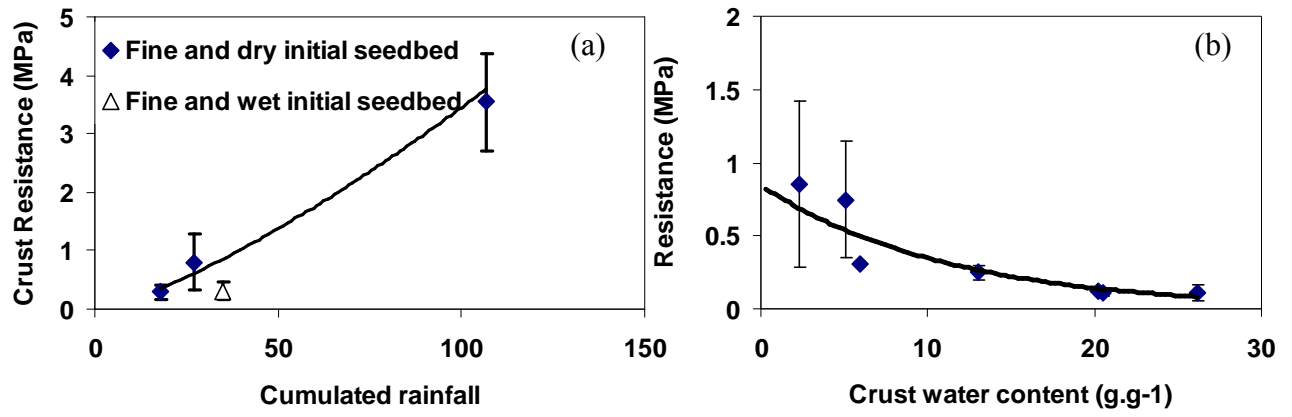 (a)
Crust Resistance (MPa)
5
4
3
2
1
0
Fine and dry initial seedbed
Fine and wet initial seedbed
0 50 100 150
Cumulated rainfall
(b)
Resistance (MPa)
2
1.5
1
0.5
0
0 10 20 30
Crust water content (g.g-1)